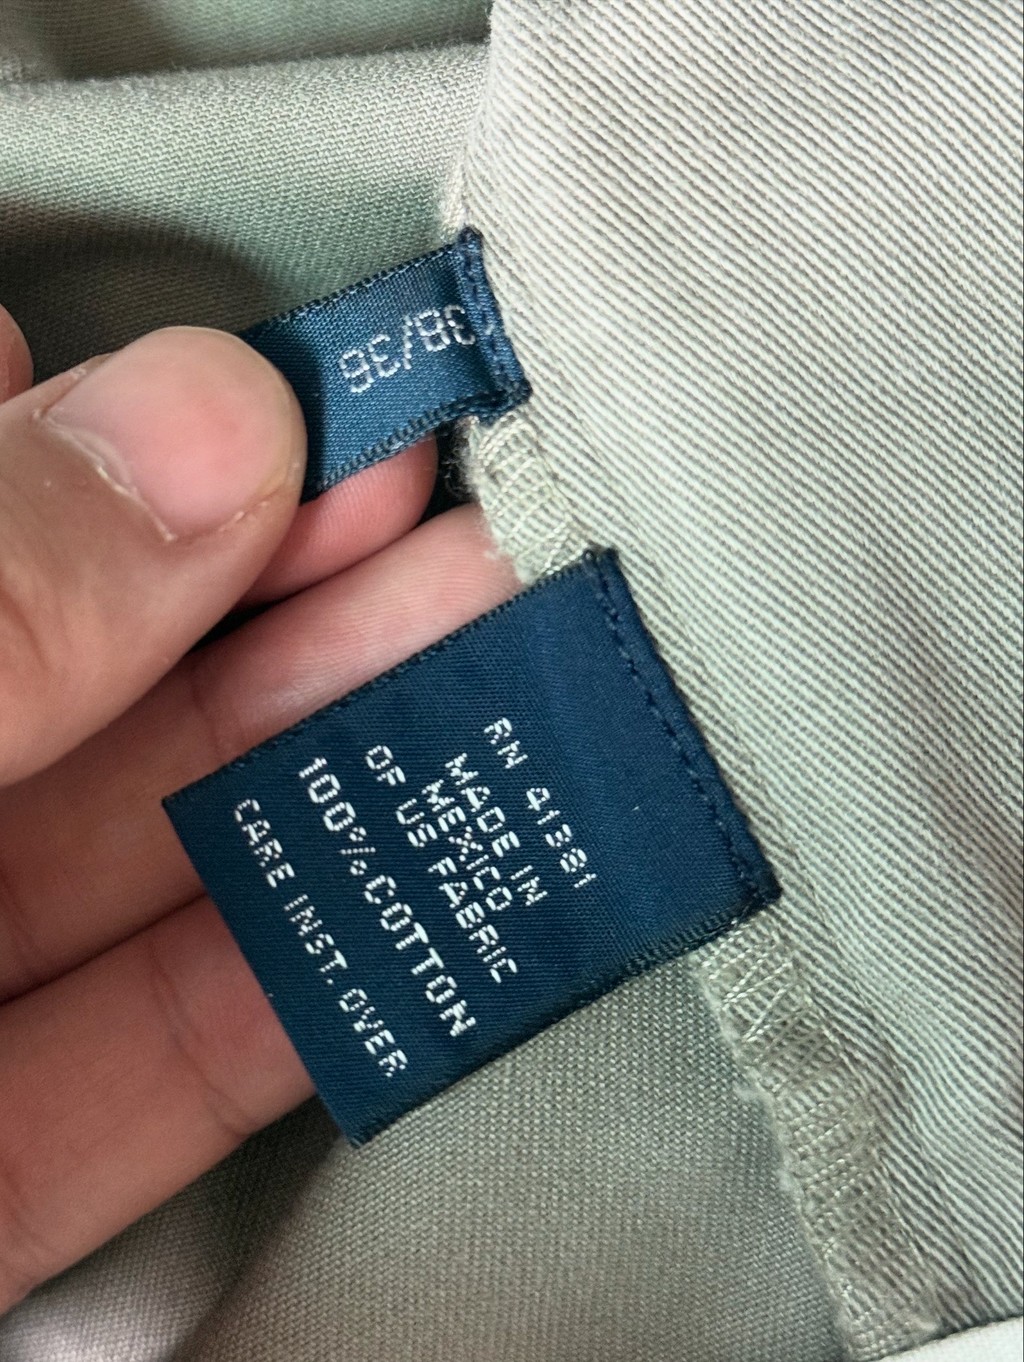 38/36
RN 41381
MADE IN
MEXICO
OF US FABRIC
100% COTTON
CARE INST. OVER